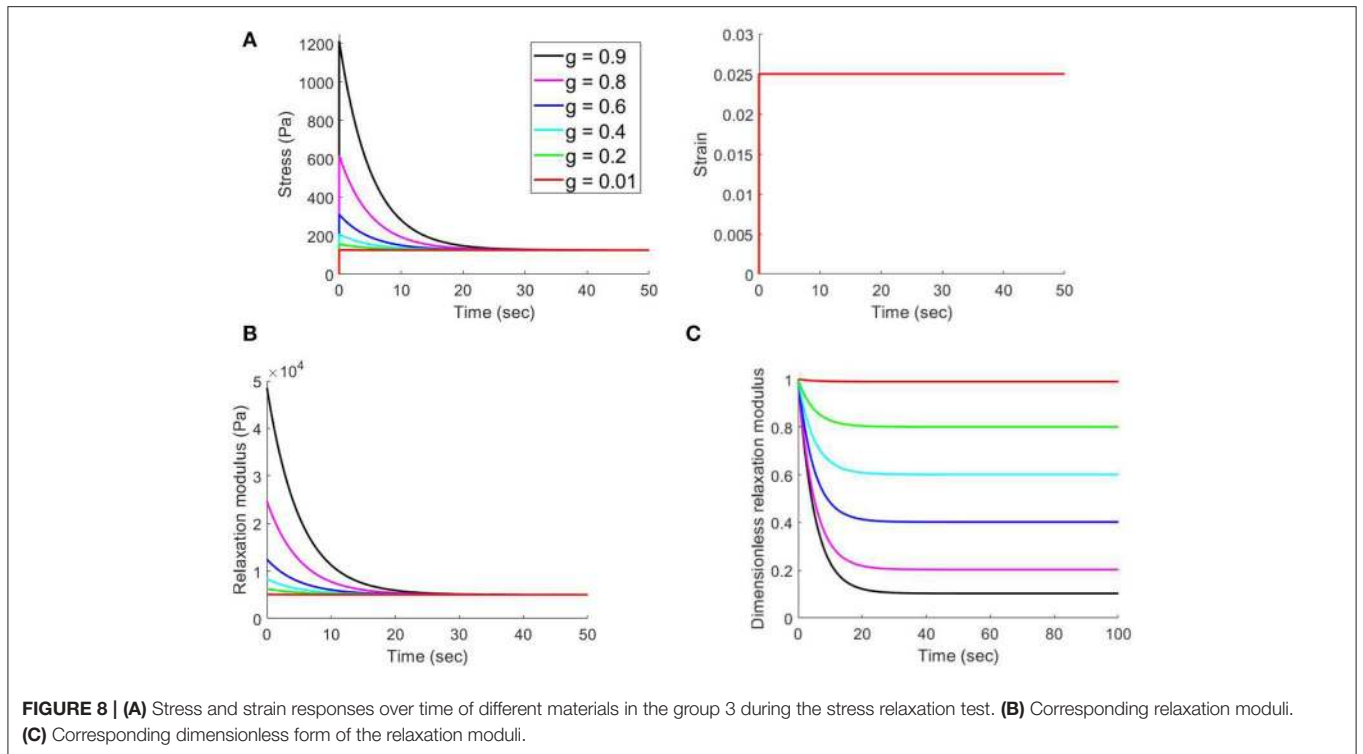 A
1200
1000
800
600
400
200
0
Stress (Pa)
0 10 20 30 40 50
Time (sec)
g = 0.9
g = 0.8
g = 0.6
g = 0.4
g = 0.2
g = 0.01
0.03
0.025
0.02
0.015
0.01
0.005
0
Strain
0 10 20 30 40 50
Time (sec)
B
×10⁴
5
4
3
2
1
0
Relaxation modulus (Pa)
0 10 20 30 40 50
Time (sec)
C
1
0.8
0.6
0.4
0.2
0
Dimensionless relaxation modulus
0 20 40 60 80 100
Time (sec)
FIGURE 8 | (A) Stress and strain responses over time of different materials in the group 3 during the stress relaxation test. (B) Corresponding relaxation moduli.
(C) Corresponding dimensionless form of the relaxation moduli.